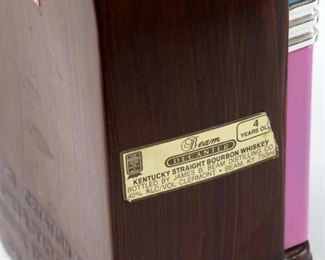 Beam
DECANTER
4
YEARS OLD
KENTUCKY STRAIGHT BOURBON WHISKEY
BOTTLED BY JAMES B. BEAM DISTILLING CO.
40% ALC/VOL CLERMONT • BEAM, KY 750ml